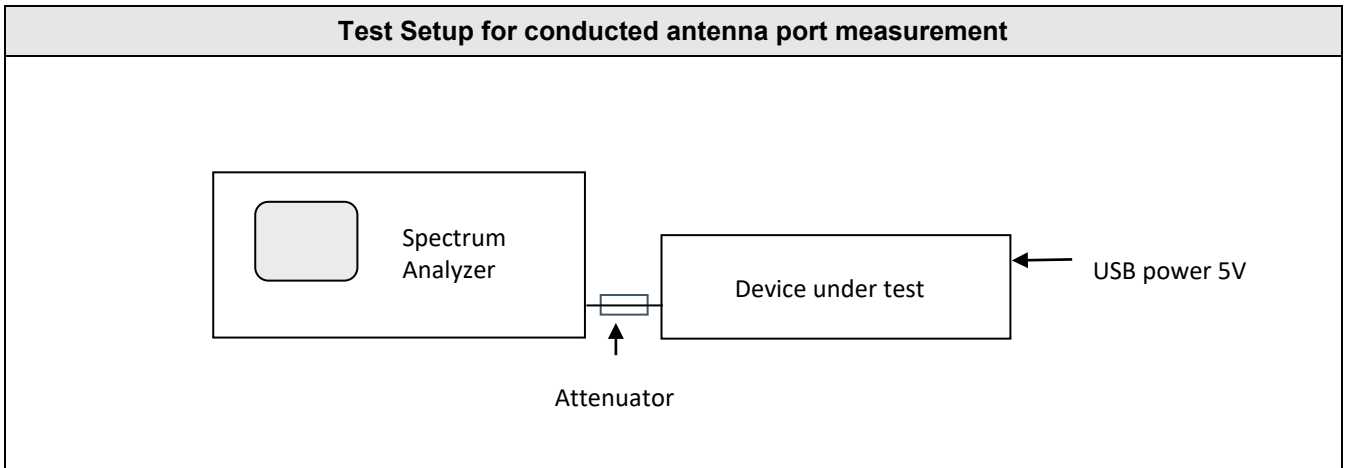 Test Setup for conducted antenna port measurement
Spectrum
Analyzer
Device under test
USB power 5V
Attenuator